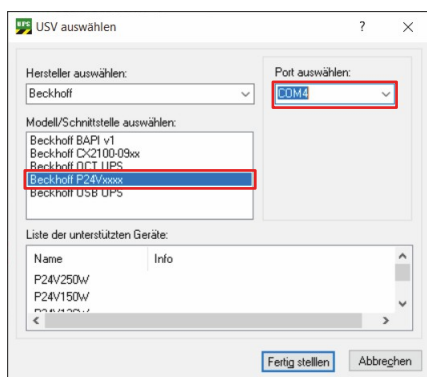 USV auswählen
Hersteller auswählen:
Beckhoff
Port auswählen:
COM4
Modell/Schnittstelle auswählen:
Beckhoff BAPI v1
Beckhoff CX2100-09xx
Beckhoff OCT UPS
Beckhoff P24Vxxxx
Beckhoff USB UPS
Liste der unterstützten Geräte:
Name Info
P24V250W
P24V150W
Fertig stelllen Abbrechen